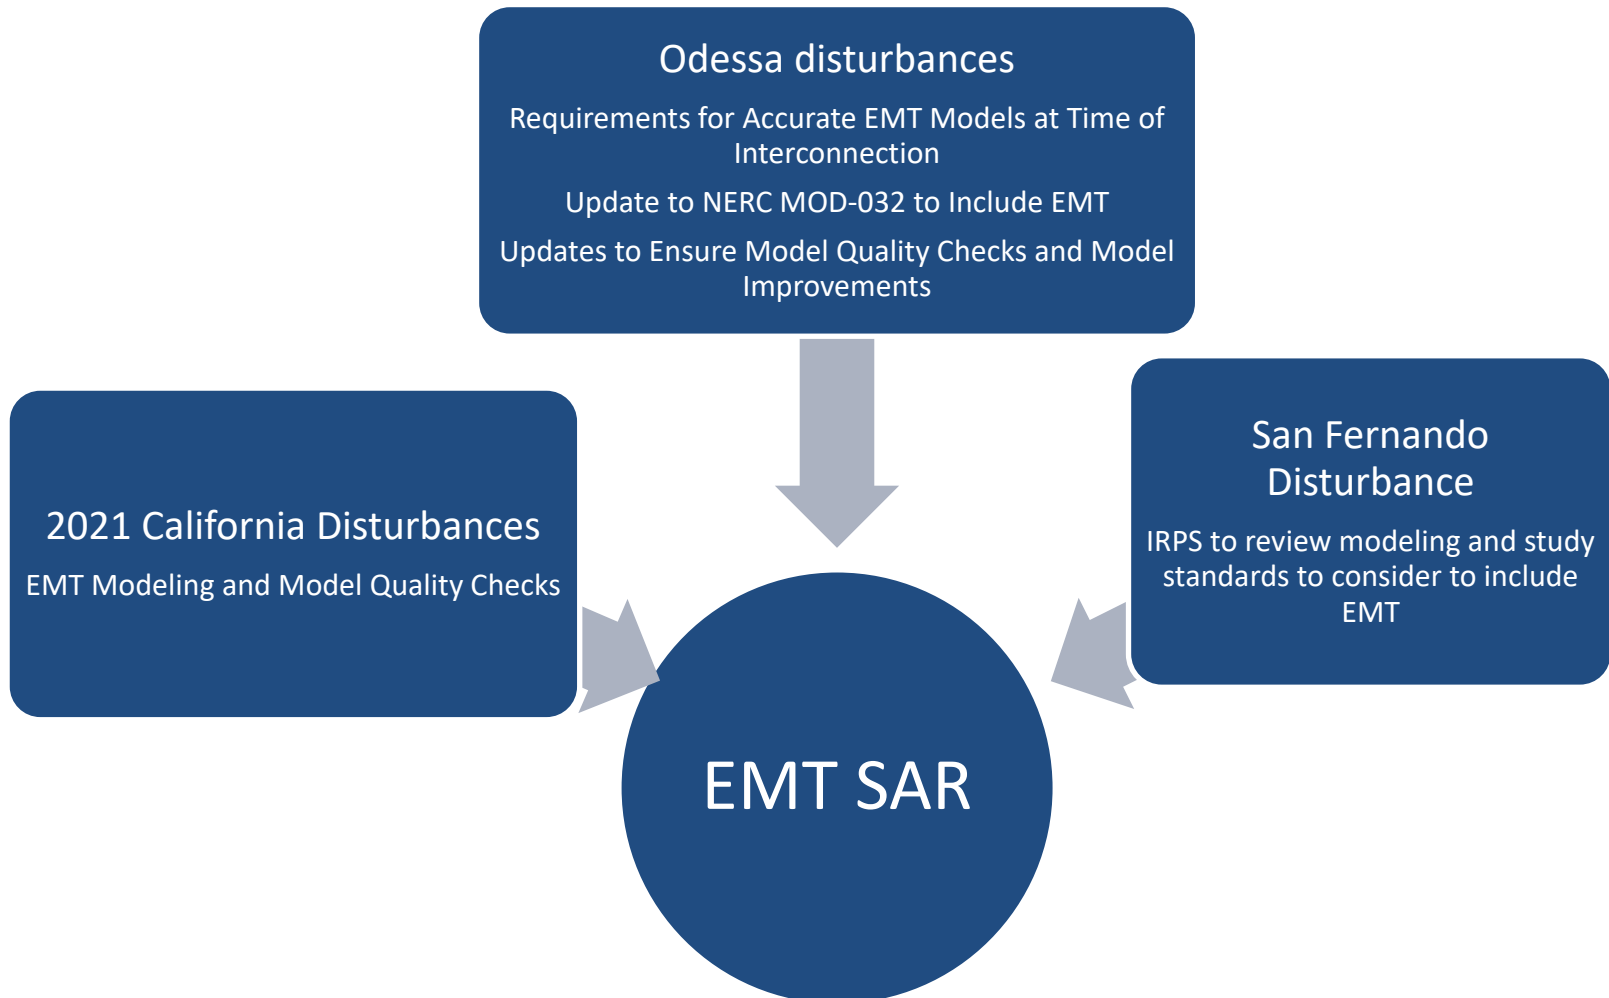 Odessa disturbances
Requirements for Accurate EMT Models at Time of
Interconnection
Update to NERC MOD-032 to Include EMT
Updates to Ensure Model Quality Checks and Model
Improvements
2021 California Disturbances
EMT Modeling and Model Quality Checks
San Fernando
Disturbance
IRPS to review modeling and study
standards to consider to include
EMT
EMT SAR